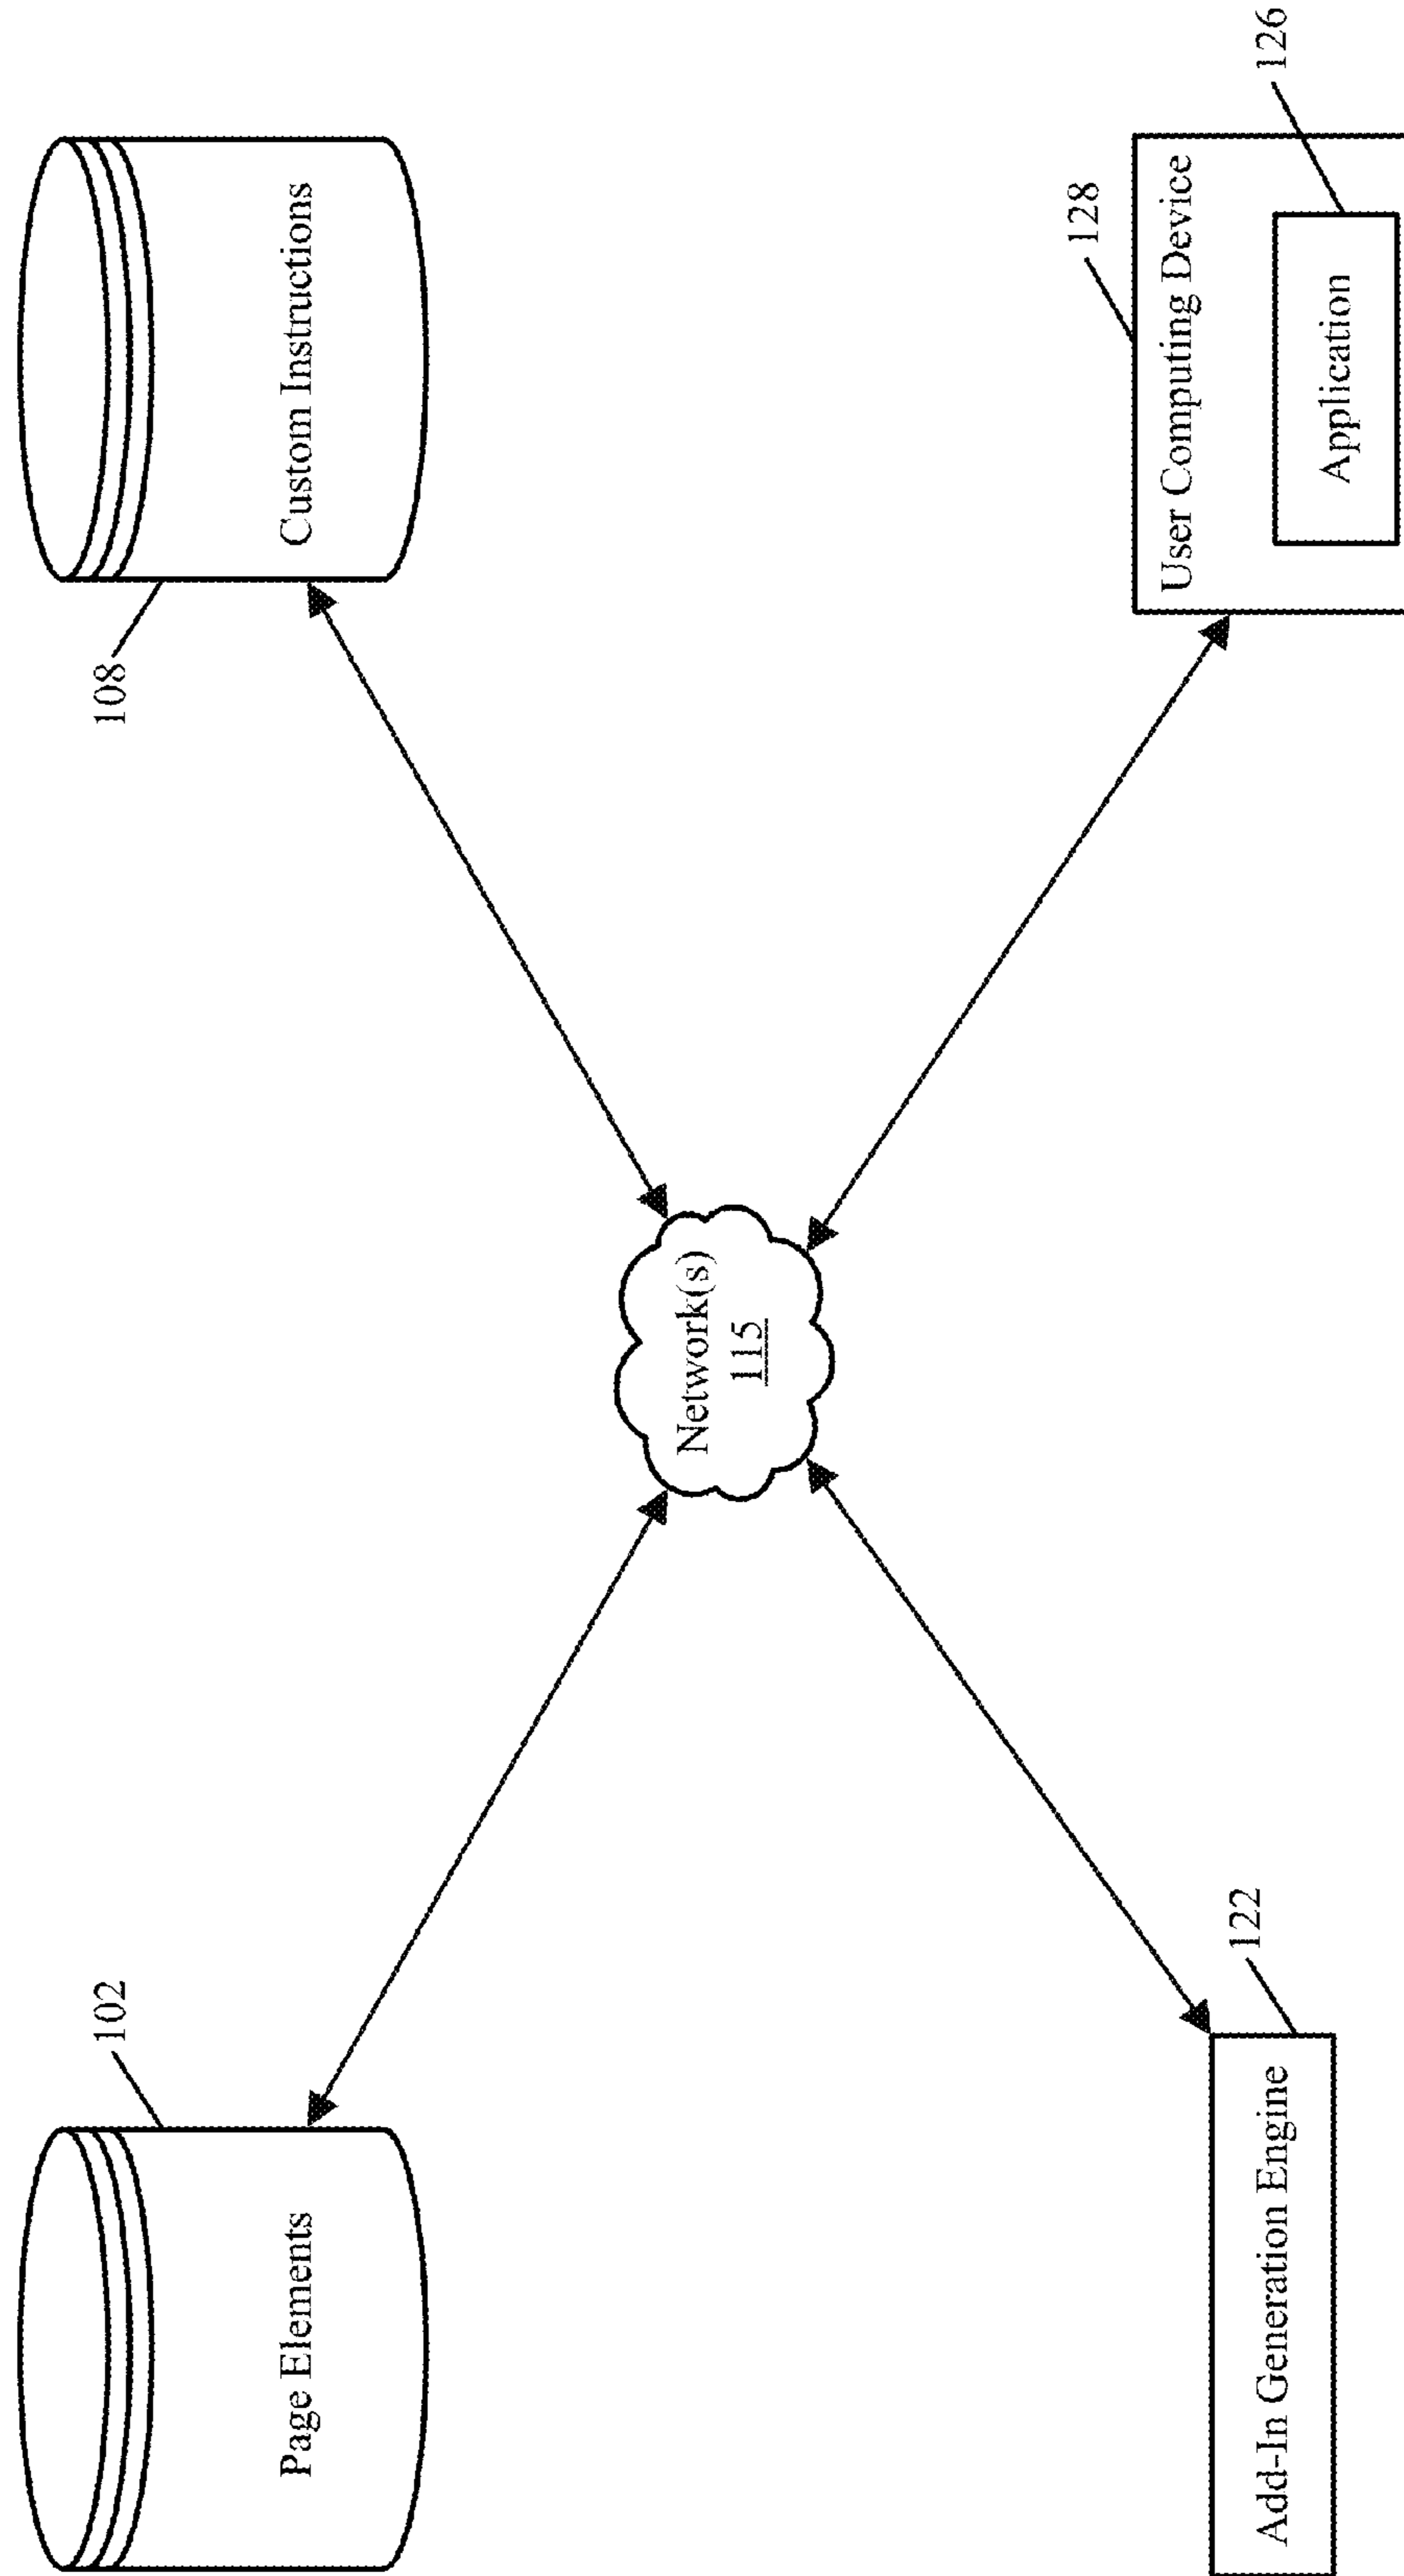 102
Page Elements
108
Custom Instructions
Network(s)
115
122
Add-In Generation Engine
128
User Computing Device
Application
126